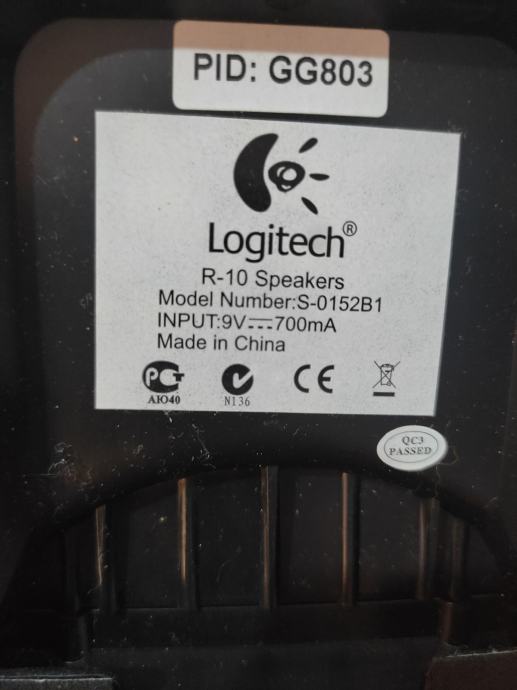 PID: GG803
Logitech®
R-10 Speakers
Model Number:S-0152B1
INPUT:9V⎓700mA
Made in China
PCT
CE
AIO40
N136
QC3
PASSED